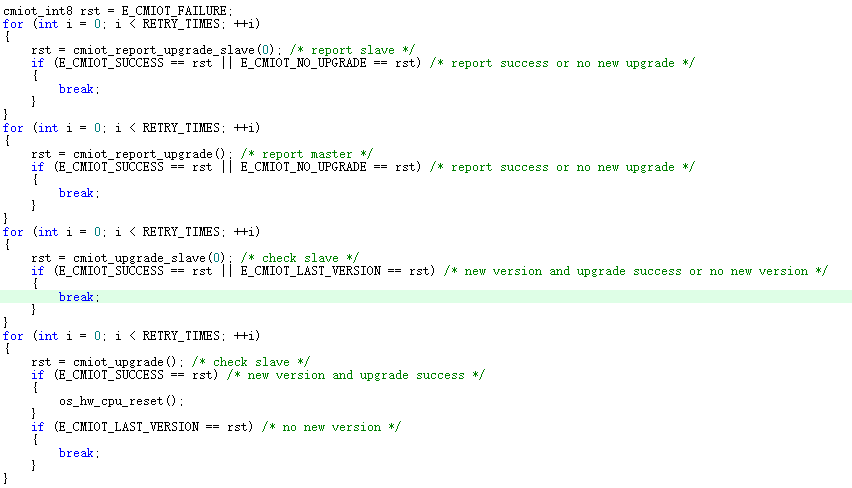 cmiot_int8 rst = E_CMIOT_FAILURE;
for (int i = 0; i < RETRY_TIMES; ++i)
{
    rst = cmiot_report_upgrade_slave(0); /* report slave */
    if (E_CMIOT_SUCCESS == rst || E_CMIOT_NO_UPGRADE == rst) /* report success or no new upgrade */
    {
        break;
    }
}
for (int i = 0; i < RETRY_TIMES; ++i)
{
    rst = cmiot_report_upgrade(); /* report master */
    if (E_CMIOT_SUCCESS == rst || E_CMIOT_NO_UPGRADE == rst) /* report success or no new upgrade */
    {
        break;
    }
}
for (int i = 0; i < RETRY_TIMES; ++i)
{
    rst = cmiot_upgrade_slave(0); /* check slave */
    if (E_CMIOT_SUCCESS == rst || E_CMIOT_LAST_VERSION == rst) /* new version and upgrade success or no new version */
    {
        break;
    }
}
for (int i = 0; i < RETRY_TIMES; ++i)
{
    rst = cmiot_upgrade(); /* check slave */
    if (E_CMIOT_SUCCESS == rst) /* new version and upgrade success */
    {
        os_hw_cpu_reset();
    }
    if (E_CMIOT_LAST_VERSION == rst) /* no new version */
    {
        break;
    }
}